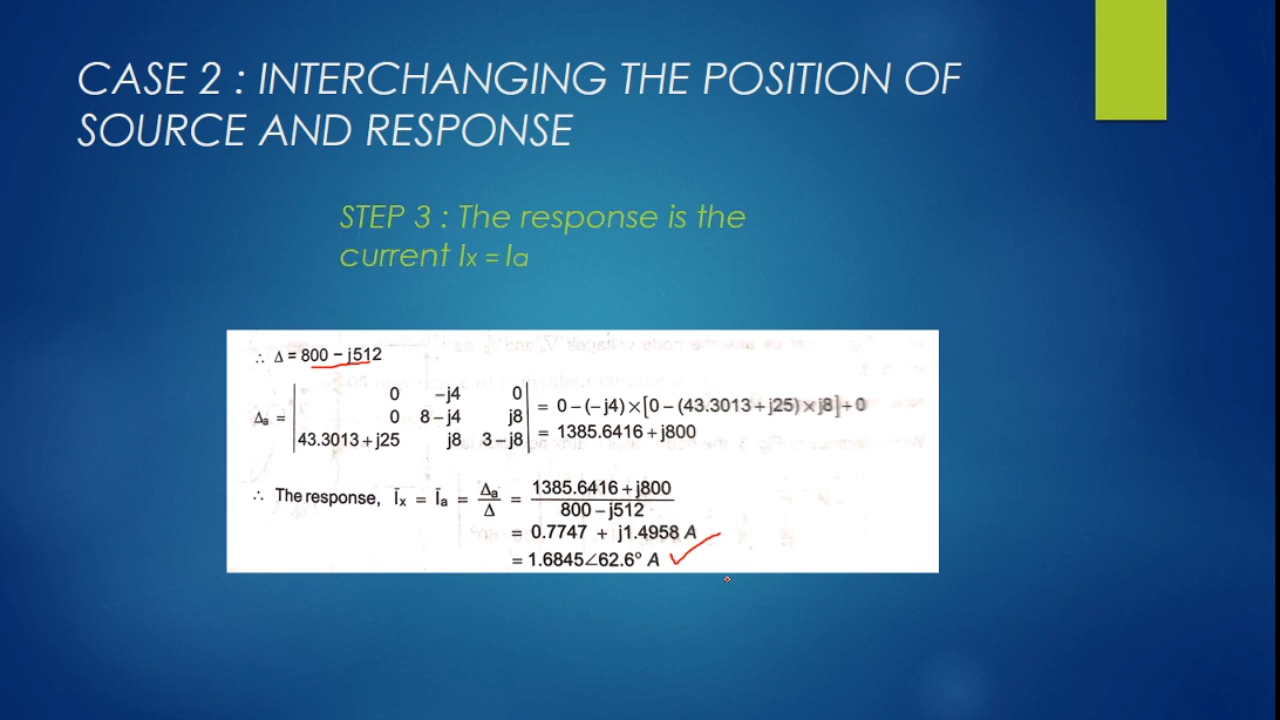 CASE 2 : INTERCHANGING THE POSITION OF
SOURCE AND RESPONSE
STEP 3 : The response is the
current Ix = Ia
∴ Δ = 800 − j512
Δa = | 0 −j4 0 | = 0 − (−j4) × [0 − (43.3013 + j25) × j8] + 0
| 0 8 − j4 j8 |
| 43.3013 + j25 j8 3 − j8 | = 1385.6416 + j800
∴ The response, Īx = Īa = Δa/Δ = (1385.6416 + j800)/(800 − j512)
= 0.7747 + j1.4958 A
= 1.6845∠62.6° A